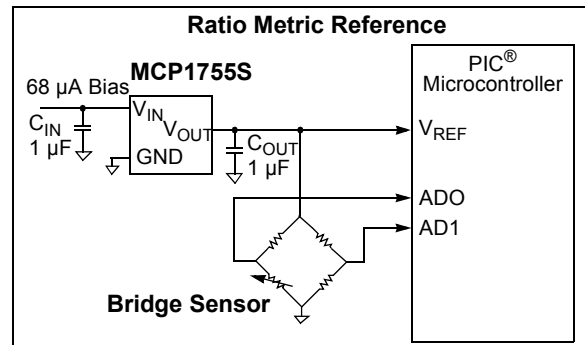 Ratio Metric Reference
PIC®
Microcontroller
MCP1755S
68 µA Bias
VIN
VOUT
GND
CIN
1 µF
COUT
1 µF
VREF
ADO
AD1
Bridge Sensor